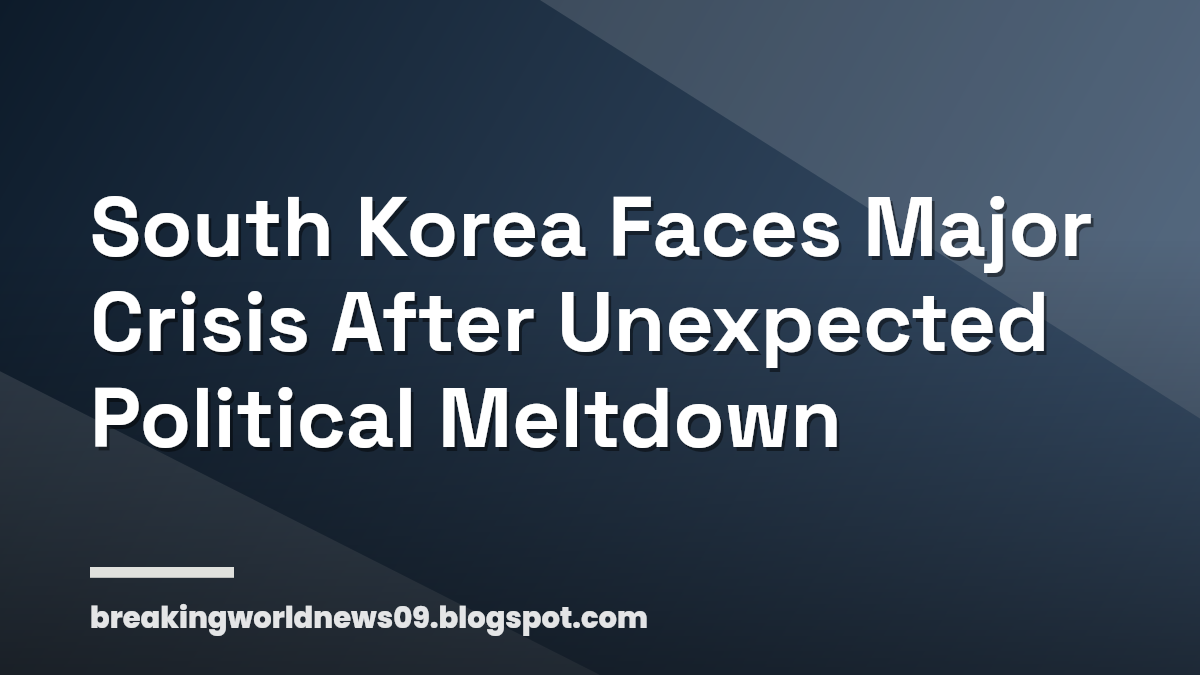 South Korea Faces Major
Crisis After Unexpected
Political Meltdown
breakingworldnews09.blogspot.com